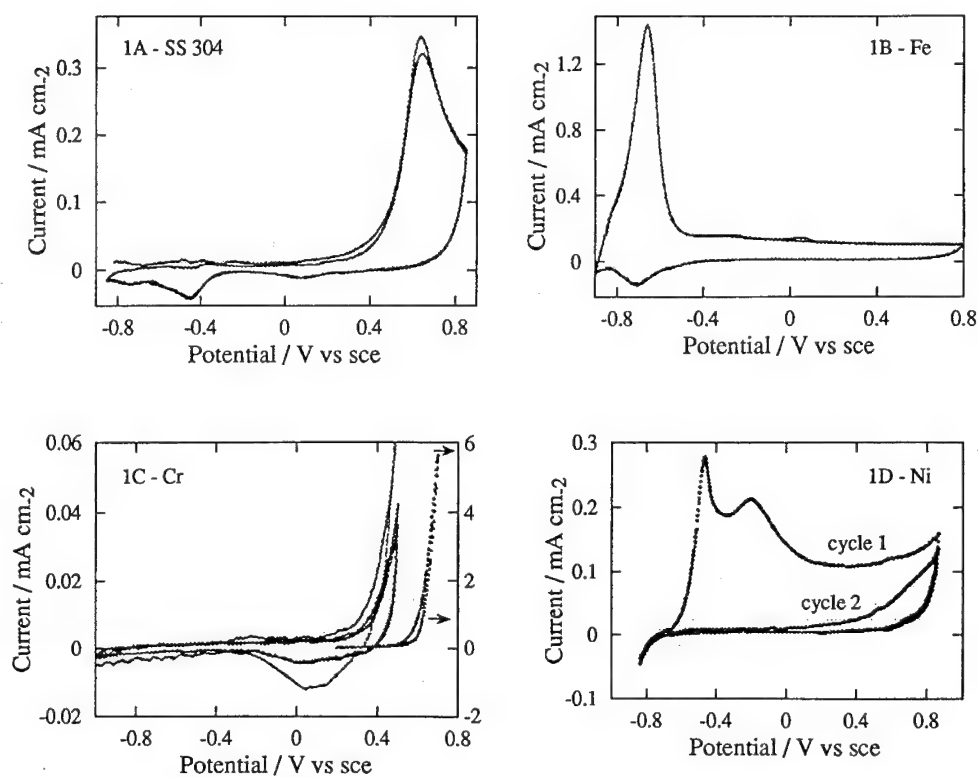 1A - SS 304
Current / mA cm-2
0.3
0.2
0.1
0
-0.8 -0.4 0 0.4 0.8
Potential / V vs sce
1B - Fe
Current / mA cm-2
1.2
0.8
0.4
0
-0.8 -0.4 0 0.4 0.8
Potential / V vs sce
1C - Cr
Current / mA cm-2
0.06
0.04
0.02
0
-0.02
6
4
2
0
-2
-0.8 -0.4 0 0.4 0.8
Potential / V vs sce
1D - Ni
Current / mA cm-2
0.3
0.2
0.1
0
-0.1
cycle 1
cycle 2
-0.8 -0.4 0 0.4 0.8
Potential / V vs sce